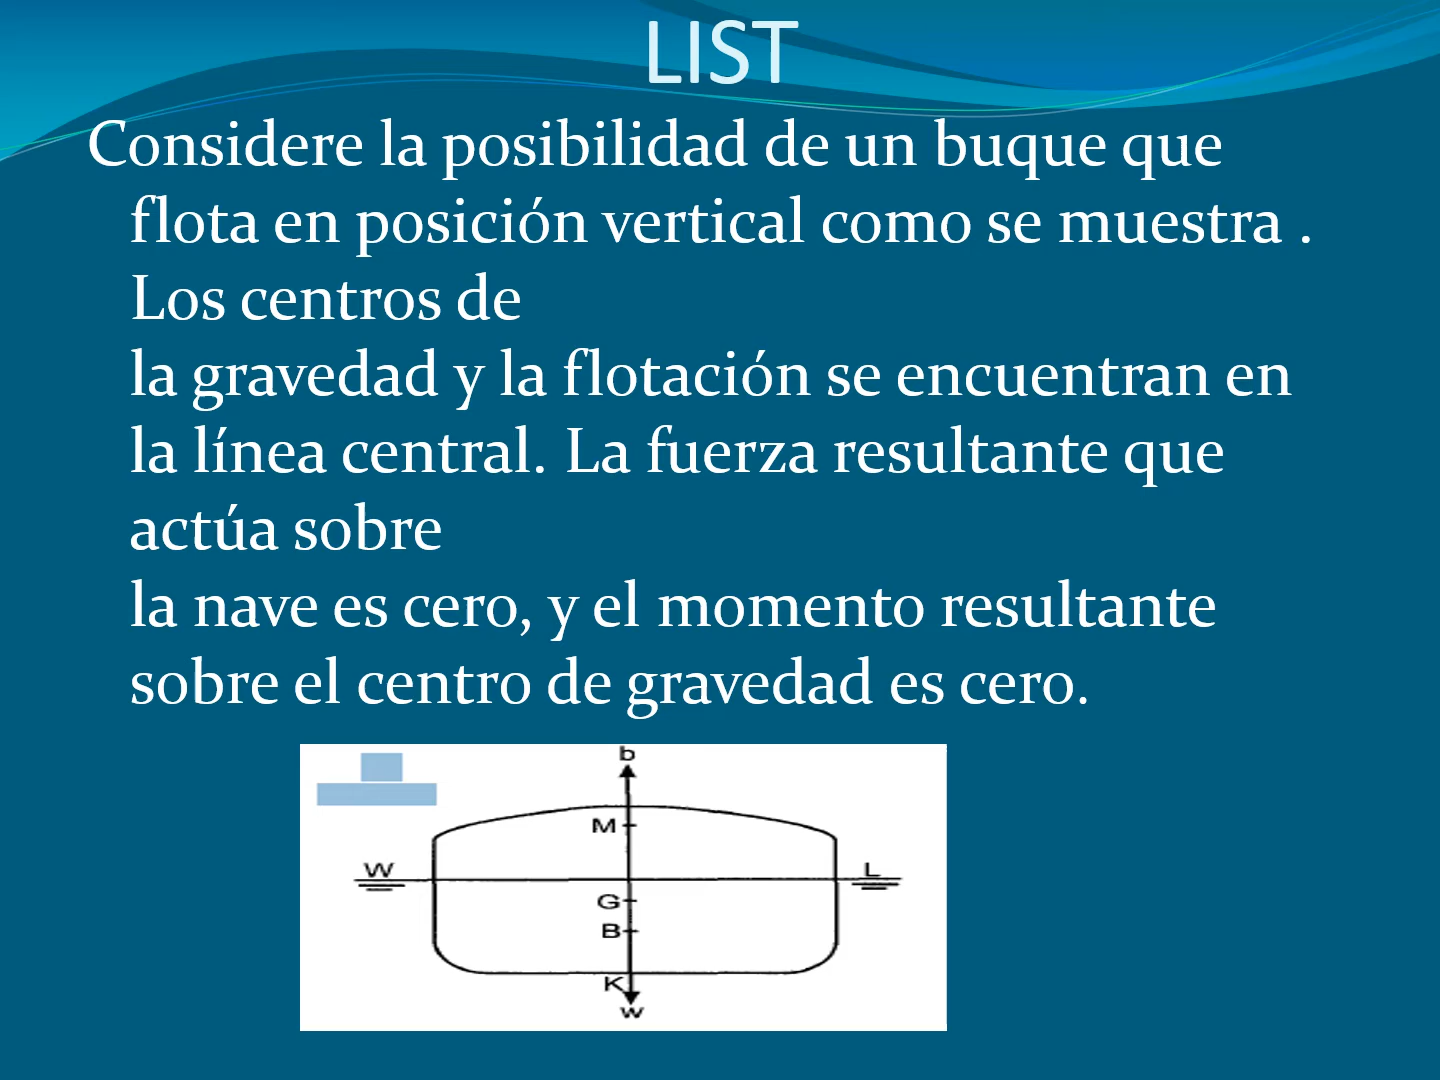 LIST
Considere la posibilidad de un buque que
flota en posición vertical como se muestra .
Los centros de
la gravedad y la flotación se encuentran en
la línea central. La fuerza resultante que
actúa sobre
la nave es cero, y el momento resultante
sobre el centro de gravedad es cero.
b
M
W L
G
B
K
w